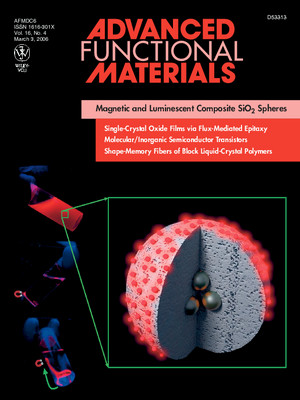 AFMDC6
ISSN 1616-301X
Vol. 16, No. 4
March 3, 2006
D53313
ADVANCED
FUNCTIONAL
MATERIALS
WILEY-
VCH
Magnetic and Luminescent Composite SiO₂ Spheres
Single-Crystal Oxide Films via Flux-Mediated Epitaxy
Molecular/Inorganic Semiconductor Transistors
Shape-Memory Fibers of Block Liquid-Crystal Polymers